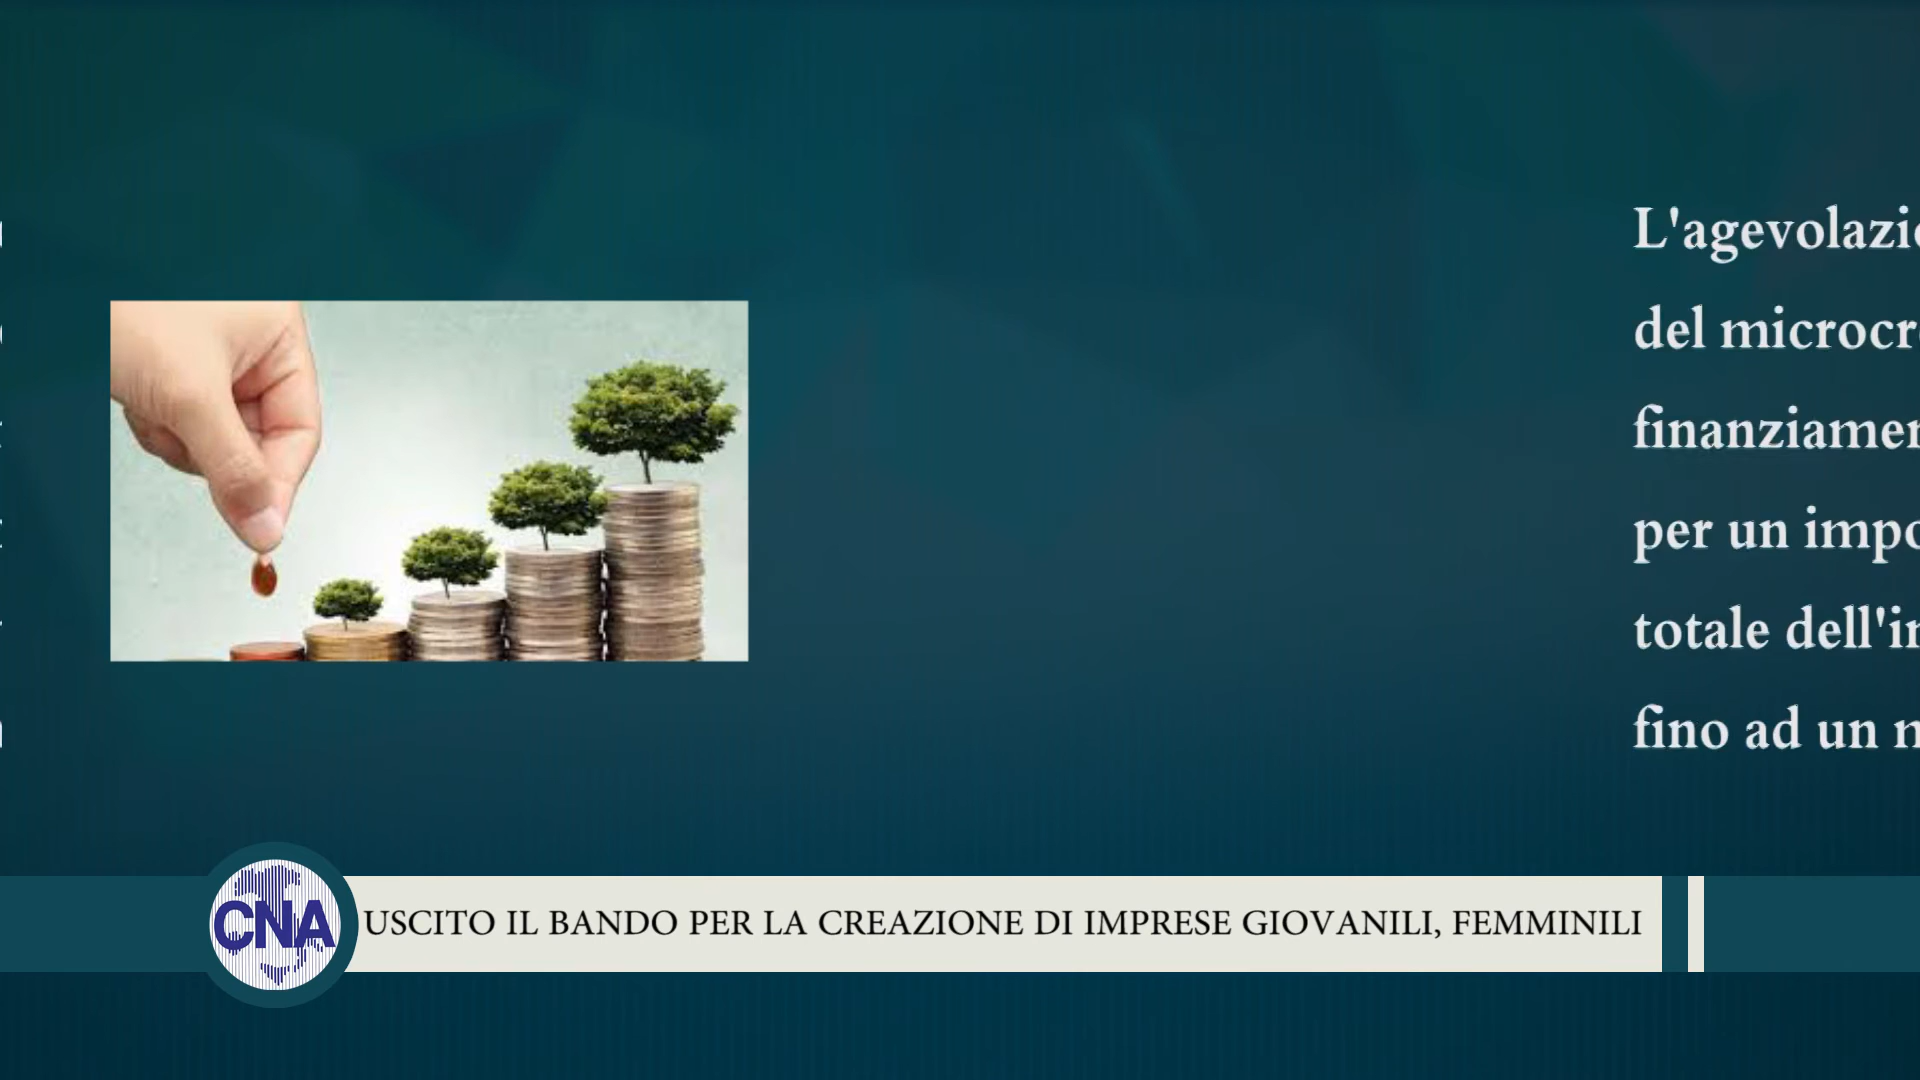 L'agevolazi
del microcr
finanziamen
per un impo
totale dell'in
fino ad un
CNA
USCITO IL BANDO PER LA CREAZIONE DI IMPRESE GIOVANILI, FEMMINILI